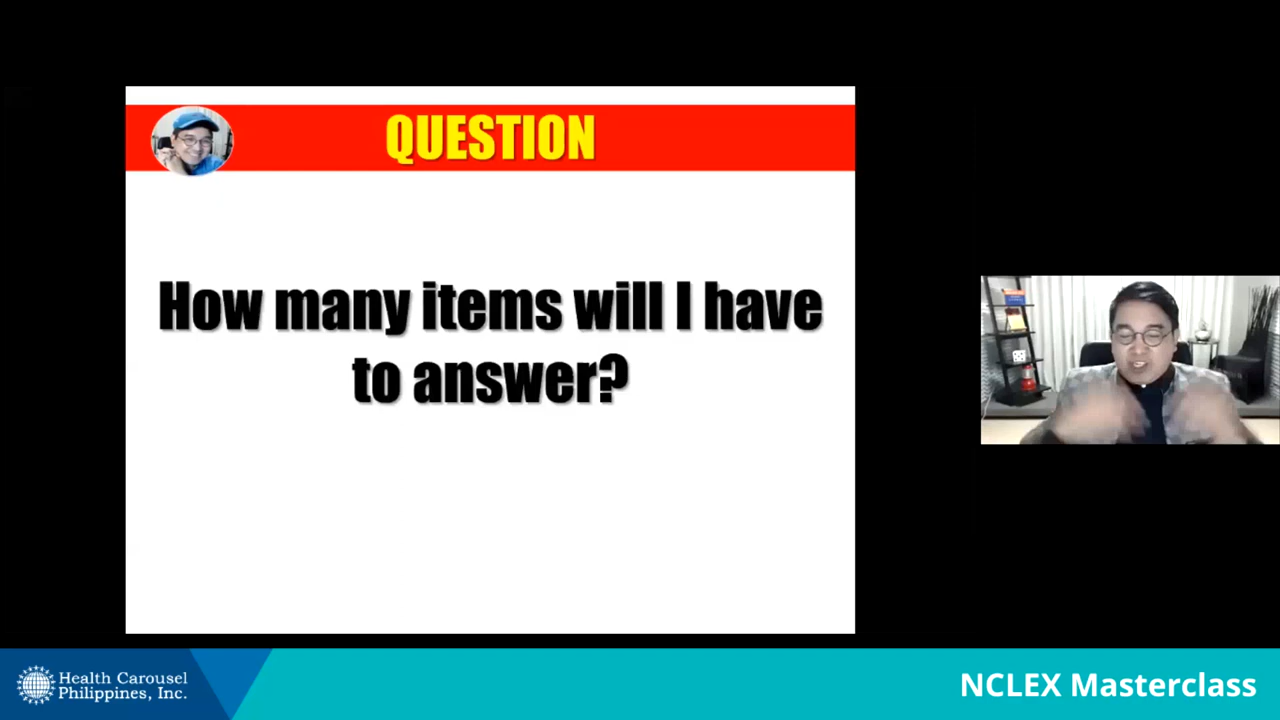 QUESTION
How many items will I have
to answer?
Health Carousel
Philippines, Inc.
NCLEX Masterclass